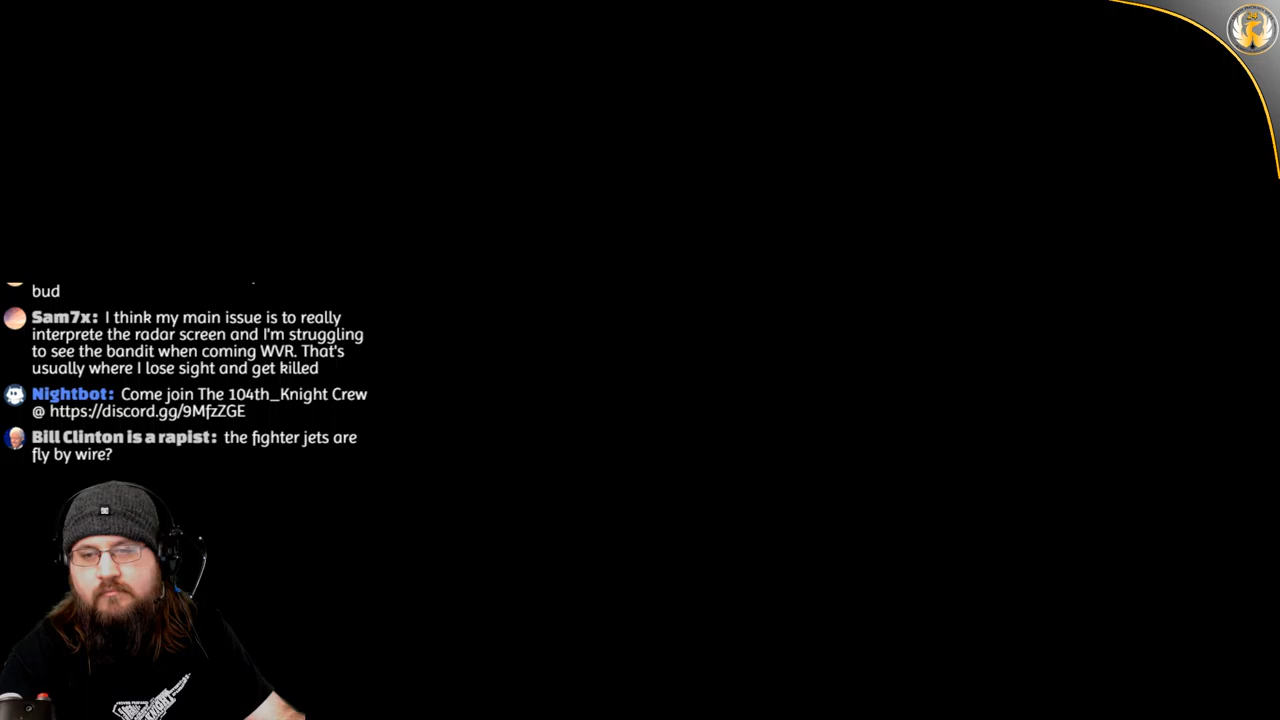 bud
Sam7x: I think my main issue is to really
interprete the radar screen and I'm struggling
to see the bandit when coming WVR. That's
usually where I lose sight and get killed
Nightbot: Come join The 104th_Knight Crew
@ https://discord.gg/9MfzZGE
Bill Clinton is a rapist: the fighter jets are
fly by wire?